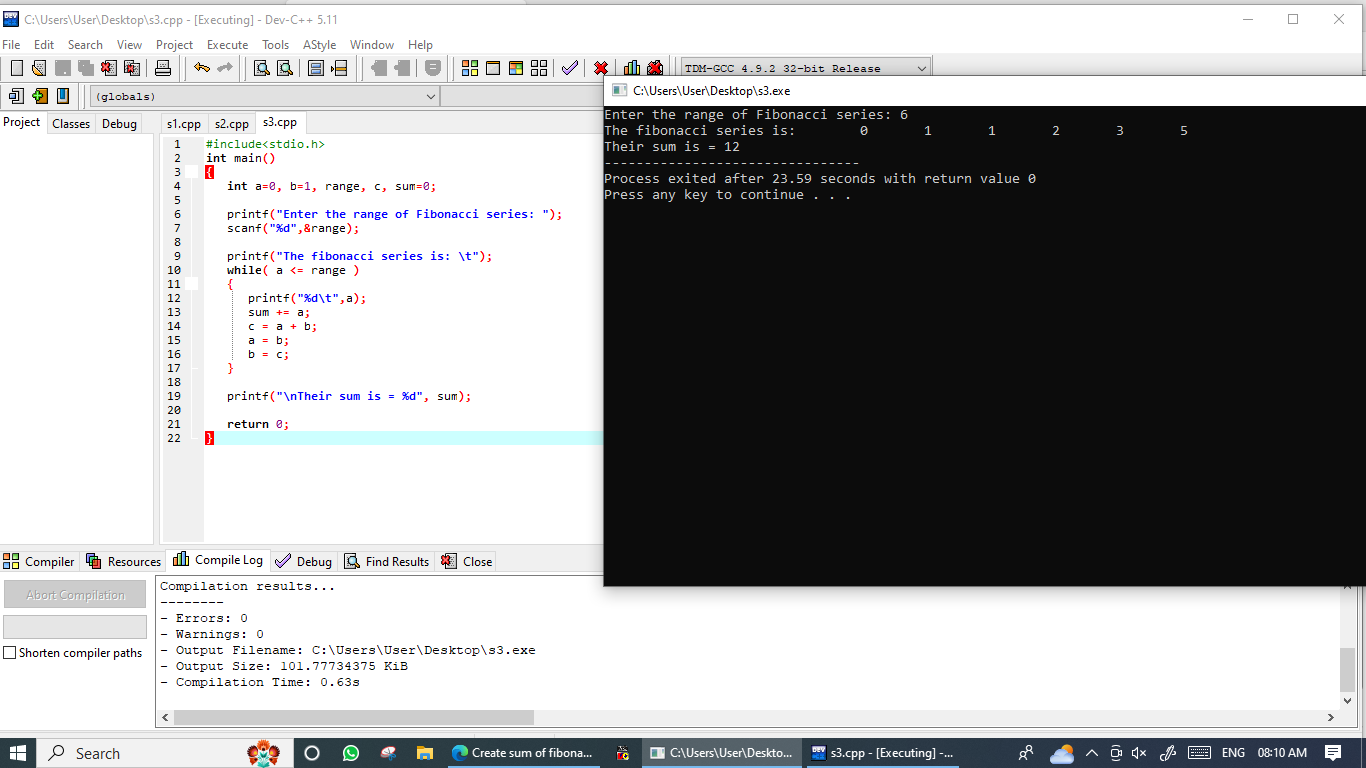 C:\Users\User\Desktop\s3.cpp - [Executing] - Dev-C++ 5.11
File Edit Search View Project Execute Tools AStyle Window Help
TDM-GCC 4.9.2 32-bit Release
(globals)
Project Classes Debug
s1.cpp s2.cpp s3.cpp
1 #include<stdio.h>
2 int main()
3 {
4 int a=0, b=1, range, c, sum=0;
5
6 printf("Enter the range of Fibonacci series: ");
7 scanf("%d",&range);
8
9 printf("The fibonacci series is: \t");
10 while( a <= range )
11 {
12 printf("%d\t",a);
13 sum += a;
14 c = a + b;
15 a = b;
16 b = c;
17 }
18
19 printf("\nTheir sum is = %d", sum);
20
21 return 0;
22 }
C:\Users\User\Desktop\s3.exe
Enter the range of Fibonacci series: 6
The fibonacci series is: 0 1 1 2 3 5
Their sum is = 12
--------------------------------
Process exited after 23.59 seconds with return value 0
Press any key to continue . . .
Compiler Resources Compile Log Debug Find Results Close
Abort Compilation
Shorten compiler paths
Compilation results...
--------
- Errors: 0
- Warnings: 0
- Output Filename: C:\Users\User\Desktop\s3.exe
- Output Size: 101.77734375 KiB
- Compilation Time: 0.63s
Search
Create sum of fibona...
C:\Users\User\Deskto...
s3.cpp - [Executing] -...
ENG 08:10 AM